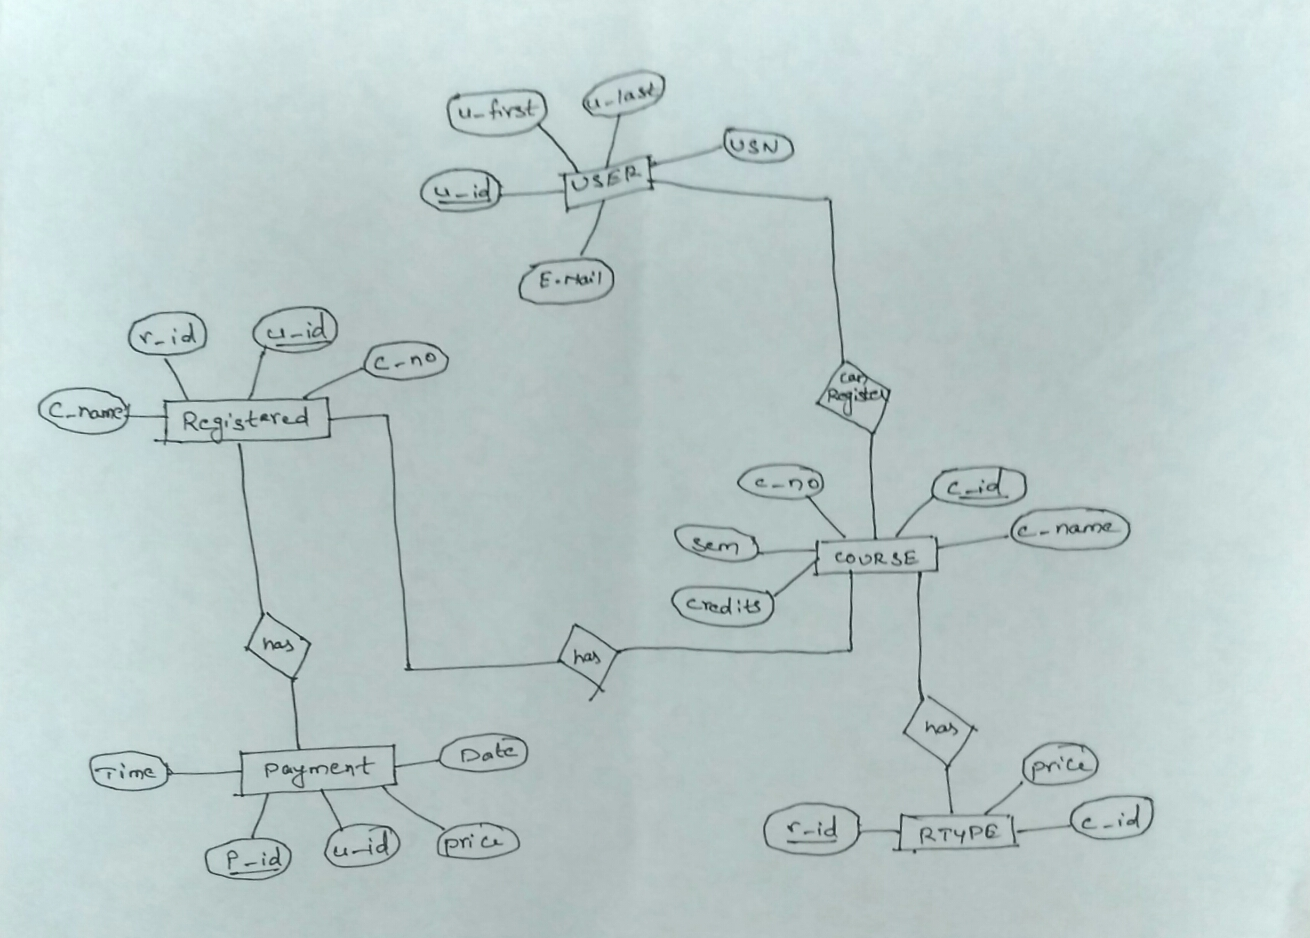 u-first
u-last
USN
u-id
USER
E-Mail
r-id
u-id
c-no
can
Register
C-name
Registered
c-no
c-id
c-name
sem
COURSE
credits
has
has
has
Date
price
Time
payment
r-id
RTYPE
c-id
P-id
u-id
price